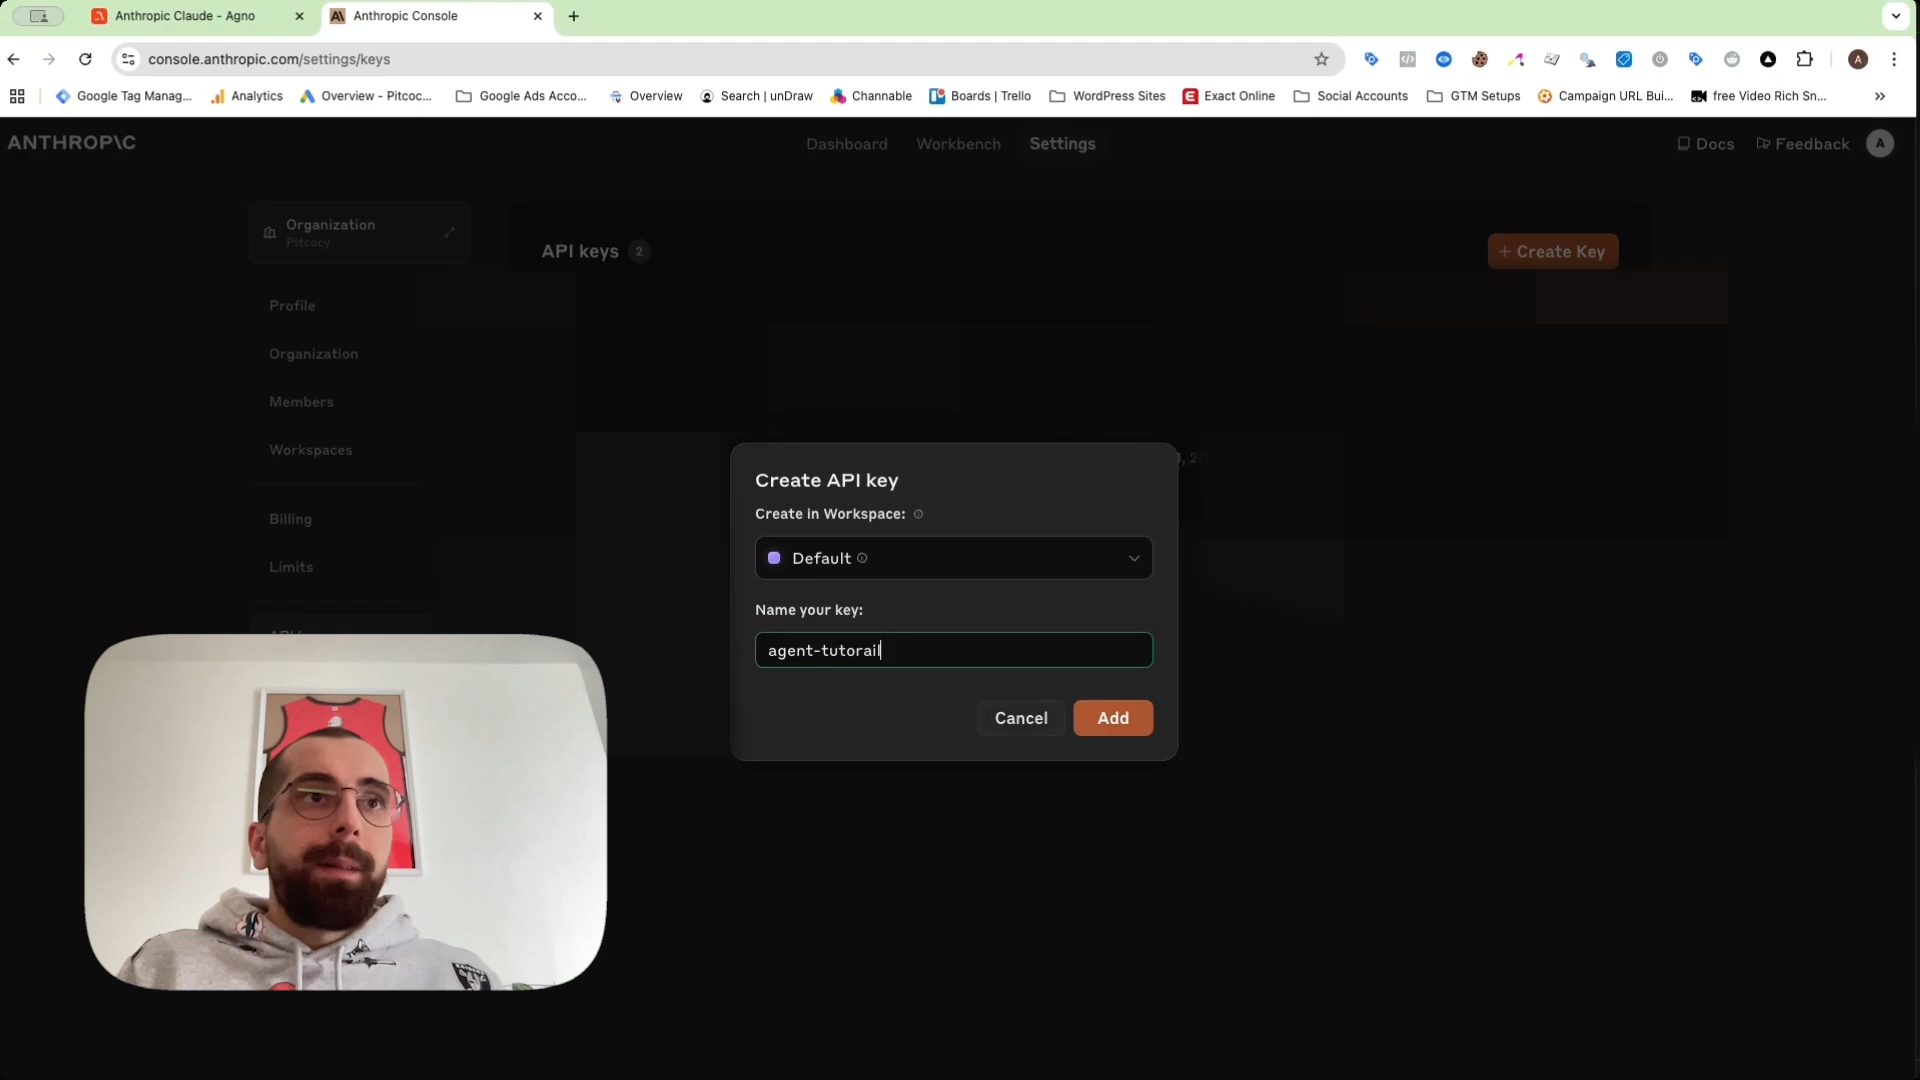 Anthropic Claude - Agno
Anthropic Console
console.anthropic.com/settings/keys
A
Google Tag Manag...
Analytics
Overview - Pitcoc...
Google Ads Acco...
Overview
Search | unDraw
Channable
Boards | Trello
WordPress Sites
Exact Online
Social Accounts
GTM Setups
Campaign URL Bui...
free Video Rich Sn...
ANTHROP\C
Dashboard
Workbench
Settings
Docs
Feedback
A
Organization
Pitcocy
API keys 2
+ Create Key
Profile
Organization
Members
Workspaces
Billing
Limits
Create API key
Create in Workspace:
Default
Name your key:
agent-tutorail
Cancel
Add